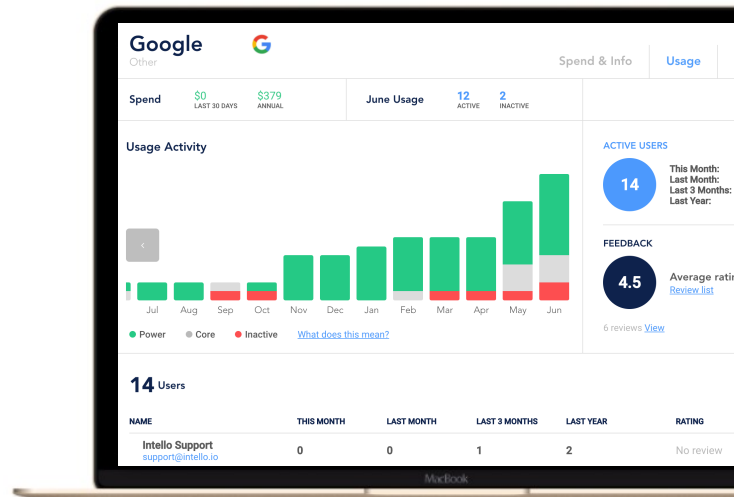 Google
Other
Spend & Info
Usage
Spend
$0
LAST 30 DAYS
$379
ANNUAL
June Usage
12
ACTIVE
2
INACTIVE
Usage Activity
Jul Aug Sep Oct Nov Dec Jan Feb Mar Apr May Jun
Power Core Inactive What does this mean?
ACTIVE USERS
14
This Month:
Last Month:
Last 3 Months:
Last Year:
FEEDBACK
4.5
Average
Review list
6 reviews View
14 Users
NAME THIS MONTH LAST MONTH LAST 3 MONTHS LAST YEAR RATING
Intello Support 0 0 1 2 No review
support@intello.io
MacBook